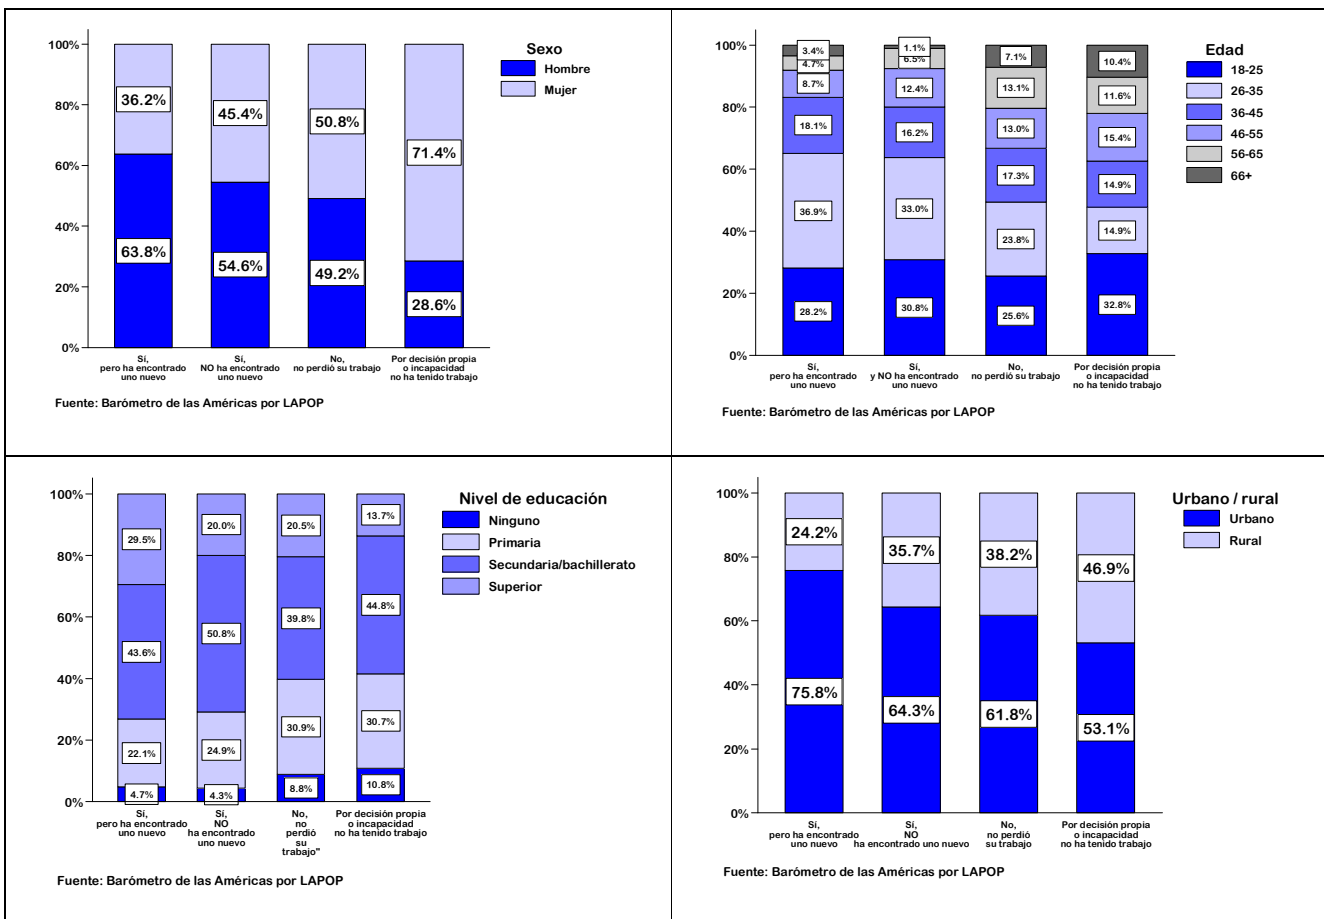 Sexo
Hombre
Mujer
100%
80%
60%
40%
20%
0%
36.2%
45.4%
50.8%
71.4%
63.8%
54.6%
49.2%
28.6%
Sí,
pero ha encontrado
uno nuevo
Sí,
NO ha encontrado
uno nuevo
No,
no perdió su trabajo
Por decisión propia
o incapacidad
no ha tenido trabajo
Fuente: Barómetro de las Américas por LAPOP
Edad
18-25
26-35
36-45
46-55
56-65
66+
100%
80%
60%
40%
20%
0%
3.4%
4.7%
8.7%
18.1%
36.9%
28.2%
1.1%
6.5%
12.4%
16.2%
33.0%
30.8%
7.1%
13.1%
13.0%
17.3%
23.8%
25.6%
10.4%
11.6%
15.4%
14.9%
14.9%
32.8%
Sí,
pero ha encontrado
uno nuevo
Sí,
y NO ha encontrado
uno nuevo
No,
no perdió su trabajo
Por decisión propia
o incapacidad
no ha tenido trabajo
Fuente: Barómetro de las Américas por LAPOP
Nivel de educación
Ninguno
Primaria
Secundaria/bachillerato
Superior
100%
80%
60%
40%
20%
0%
29.5%
43.6%
22.1%
4.7%
20.0%
50.8%
24.9%
4.3%
20.5%
39.8%
30.9%
8.8%
13.7%
44.8%
30.7%
10.8%
Sí,
pero ha encontrado
uno nuevo
Sí,
NO
ha encontrado
uno nuevo
No,
no
perdió
su
trabajo"
Por decisión propia
o incapacidad
no ha tenido trabajo
Fuente: Barómetro de las Américas por LAPOP
Urbano / rural
Urbano
Rural
100%
80%
60%
40%
20%
0%
24.2%
35.7%
38.2%
46.9%
75.8%
64.3%
61.8%
53.1%
Sí,
pero ha encontrado
uno nuevo
Sí,
NO
ha encontrado uno nuevo
No,
no perdió
su trabajo
Por decisión propia
o incapacidad
no ha tenido trabajo
Fuente: Barómetro de las Américas por LAPOP